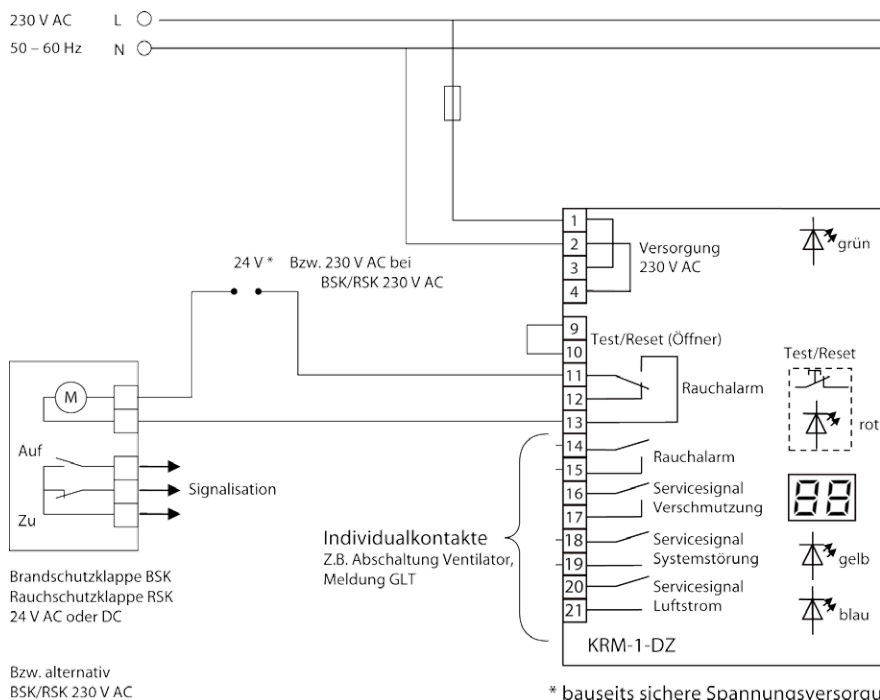 230 V AC L
50 – 60 Hz N
1
2
3
4
Versorgung
230 V AC
grün
24 V * Bzw. 230 V AC bei
BSK/RSK 230 V AC
9
10
Test/Reset (Öffner)
11
12
13
Rauchalarm
Test/Reset
rot
M
Auf
Zu
Signalisation
14
15
Rauchalarm
16
17
Servicesignal
Verschmutzung
88
18
19
Servicesignal
Systemstörung
gelb
20
21
Servicesignal
Luftstrom
blau
Individualkontakte
Z.B. Abschaltung Ventilator,
Meldung GLT
KRM-1-DZ
Brandschutzklappe BSK
Rauchschutzklappe RSK
24 V AC oder DC
Bzw. alternativ
BSK/RSK 230 V AC
* bauseits sichere Spannungsversorgu